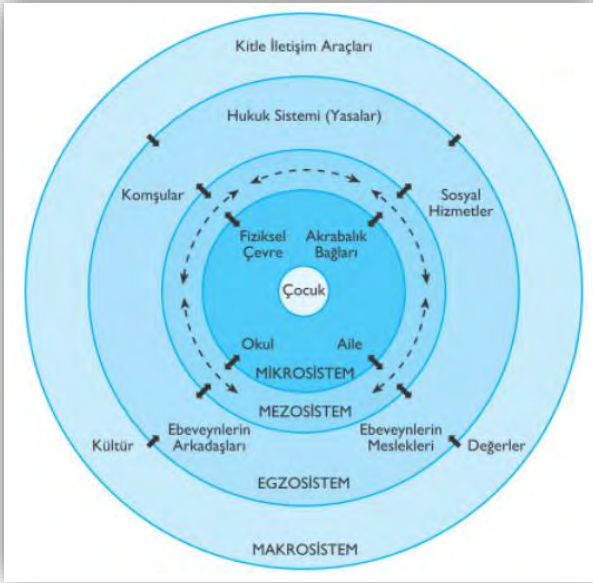 Kitle İletişim Araçları
Hukuk Sistemi (Yasalar)
Komşular
Sosyal
Hizmetler
Fiziksel
Çevre
Akrabalık
Bağları
Çocuk
Okul
Aile
MİKROSİSTEM
MEZOSİSTEM
Ebeveynlerin
Arkadaşları
Ebeveynlerin
Meslekleri
Kültür
Değerler
EGZOSİSTEM
MAKROSİSTEM